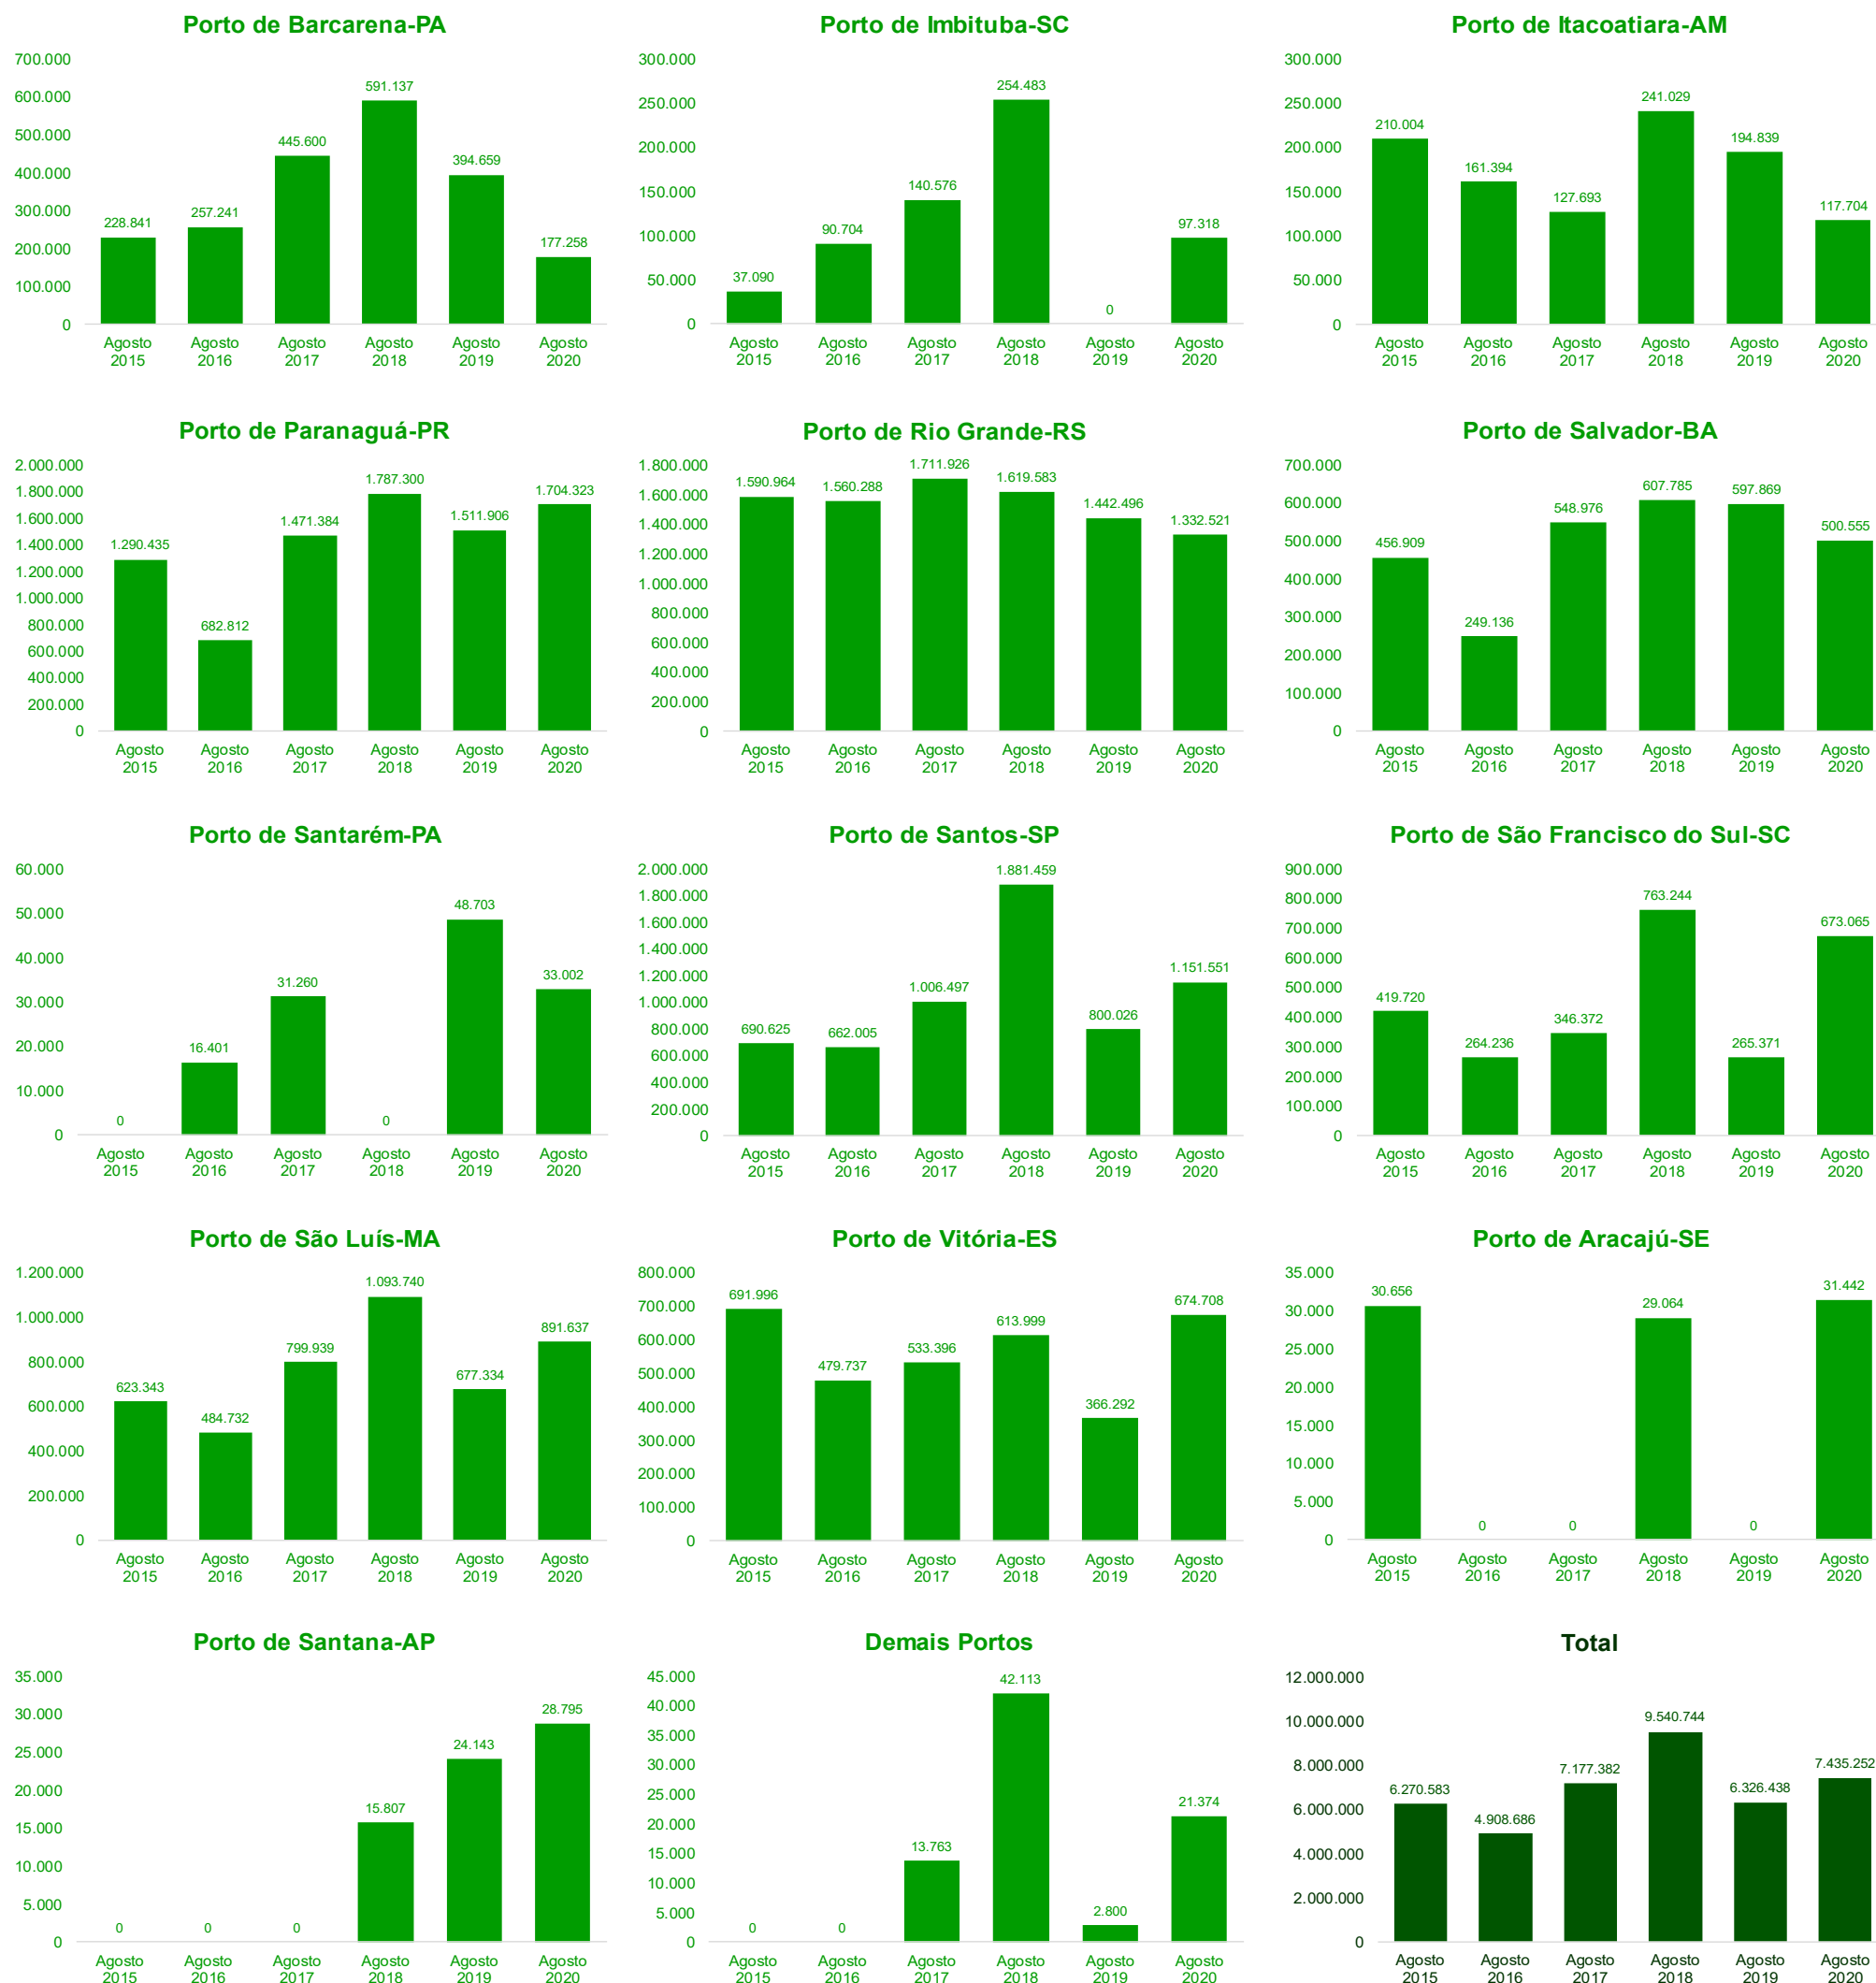 Porto de Barcarena-PA
700.000
600.000
500.000
400.000
300.000
200.000
100.000
0
228.841
257.241
445.600
591.137
394.659
177.258
Agosto 2015
Agosto 2016
Agosto 2017
Agosto 2018
Agosto 2019
Agosto 2020
Porto de Imbituba-SC
300.000
250.000
200.000
150.000
100.000
50.000
0
37.090
90.704
140.576
254.483
0
97.318
Agosto 2015
Agosto 2016
Agosto 2017
Agosto 2018
Agosto 2019
Agosto 2020
Porto de Itacoatiara-AM
300.000
250.000
200.000
150.000
100.000
50.000
0
210.004
161.394
127.693
241.029
194.839
117.704
Agosto 2015
Agosto 2016
Agosto 2017
Agosto 2018
Agosto 2019
Agosto 2020
Porto de Paranaguá-PR
2.000.000
1.800.000
1.600.000
1.400.000
1.200.000
1.000.000
800.000
600.000
400.000
200.000
0
1.290.435
682.812
1.471.384
1.787.300
1.511.906
1.704.323
Agosto 2015
Agosto 2016
Agosto 2017
Agosto 2018
Agosto 2019
Agosto 2020
Porto de Rio Grande-RS
1.800.000
1.600.000
1.400.000
1.200.000
1.000.000
800.000
600.000
400.000
200.000
0
1.590.964
1.560.288
1.711.926
1.619.583
1.442.496
1.332.521
Agosto 2015
Agosto 2016
Agosto 2017
Agosto 2018
Agosto 2019
Agosto 2020
Porto de Salvador-BA
700.000
600.000
500.000
400.000
300.000
200.000
100.000
0
456.909
249.136
548.976
607.785
597.869
500.555
Agosto 2015
Agosto 2016
Agosto 2017
Agosto 2018
Agosto 2019
Agosto 2020
Porto de Santarém-PA
60.000
50.000
40.000
30.000
20.000
10.000
0
0
16.401
31.260
0
48.703
33.002
Agosto 2015
Agosto 2016
Agosto 2017
Agosto 2018
Agosto 2019
Agosto 2020
Porto de Santos-SP
2.000.000
1.800.000
1.600.000
1.400.000
1.200.000
1.000.000
800.000
600.000
400.000
200.000
0
690.625
662.005
1.006.497
1.881.459
800.026
1.151.551
Agosto 2015
Agosto 2016
Agosto 2017
Agosto 2018
Agosto 2019
Agosto 2020
Porto de São Francisco do Sul-SC
900.000
800.000
700.000
600.000
500.000
400.000
300.000
200.000
100.000
0
419.720
264.236
346.372
763.244
265.371
673.065
Agosto 2015
Agosto 2016
Agosto 2017
Agosto 2018
Agosto 2019
Agosto 2020
Porto de São Luís-MA
1.200.000
1.000.000
800.000
600.000
400.000
200.000
0
623.343
484.732
799.939
1.093.740
677.334
891.637
Agosto 2015
Agosto 2016
Agosto 2017
Agosto 2018
Agosto 2019
Agosto 2020
Porto de Vitória-ES
800.000
700.000
600.000
500.000
400.000
300.000
200.000
100.000
0
691.996
479.737
533.396
613.999
366.292
674.708
Agosto 2015
Agosto 2016
Agosto 2017
Agosto 2018
Agosto 2019
Agosto 2020
Porto de Aracajú-SE
35.000
30.000
25.000
20.000
15.000
10.000
5.000
0
30.656
0
0
29.064
0
31.442
Agosto 2015
Agosto 2016
Agosto 2017
Agosto 2018
Agosto 2019
Agosto 2020
Porto de Santana-AP
35.000
30.000
25.000
20.000
15.000
10.000
5.000
0
0
0
0
15.807
24.143
28.795
Agosto 2015
Agosto 2016
Agosto 2017
Agosto 2018
Agosto 2019
Agosto 2020
Demais Portos
45.000
40.000
35.000
30.000
25.000
20.000
15.000
10.000
5.000
0
0
0
13.763
42.113
2.800
21.374
Agosto 2015
Agosto 2016
Agosto 2017
Agosto 2018
Agosto 2019
Agosto 2020
Total
12.000.000
10.000.000
8.000.000
6.000.000
4.000.000
2.000.000
0
6.270.583
4.908.686
7.177.382
9.540.744
6.326.438
7.435.252
Agosto 2015
Agosto 2016
Agosto 2017
Agosto 2018
Agosto 2019
Agosto 2020